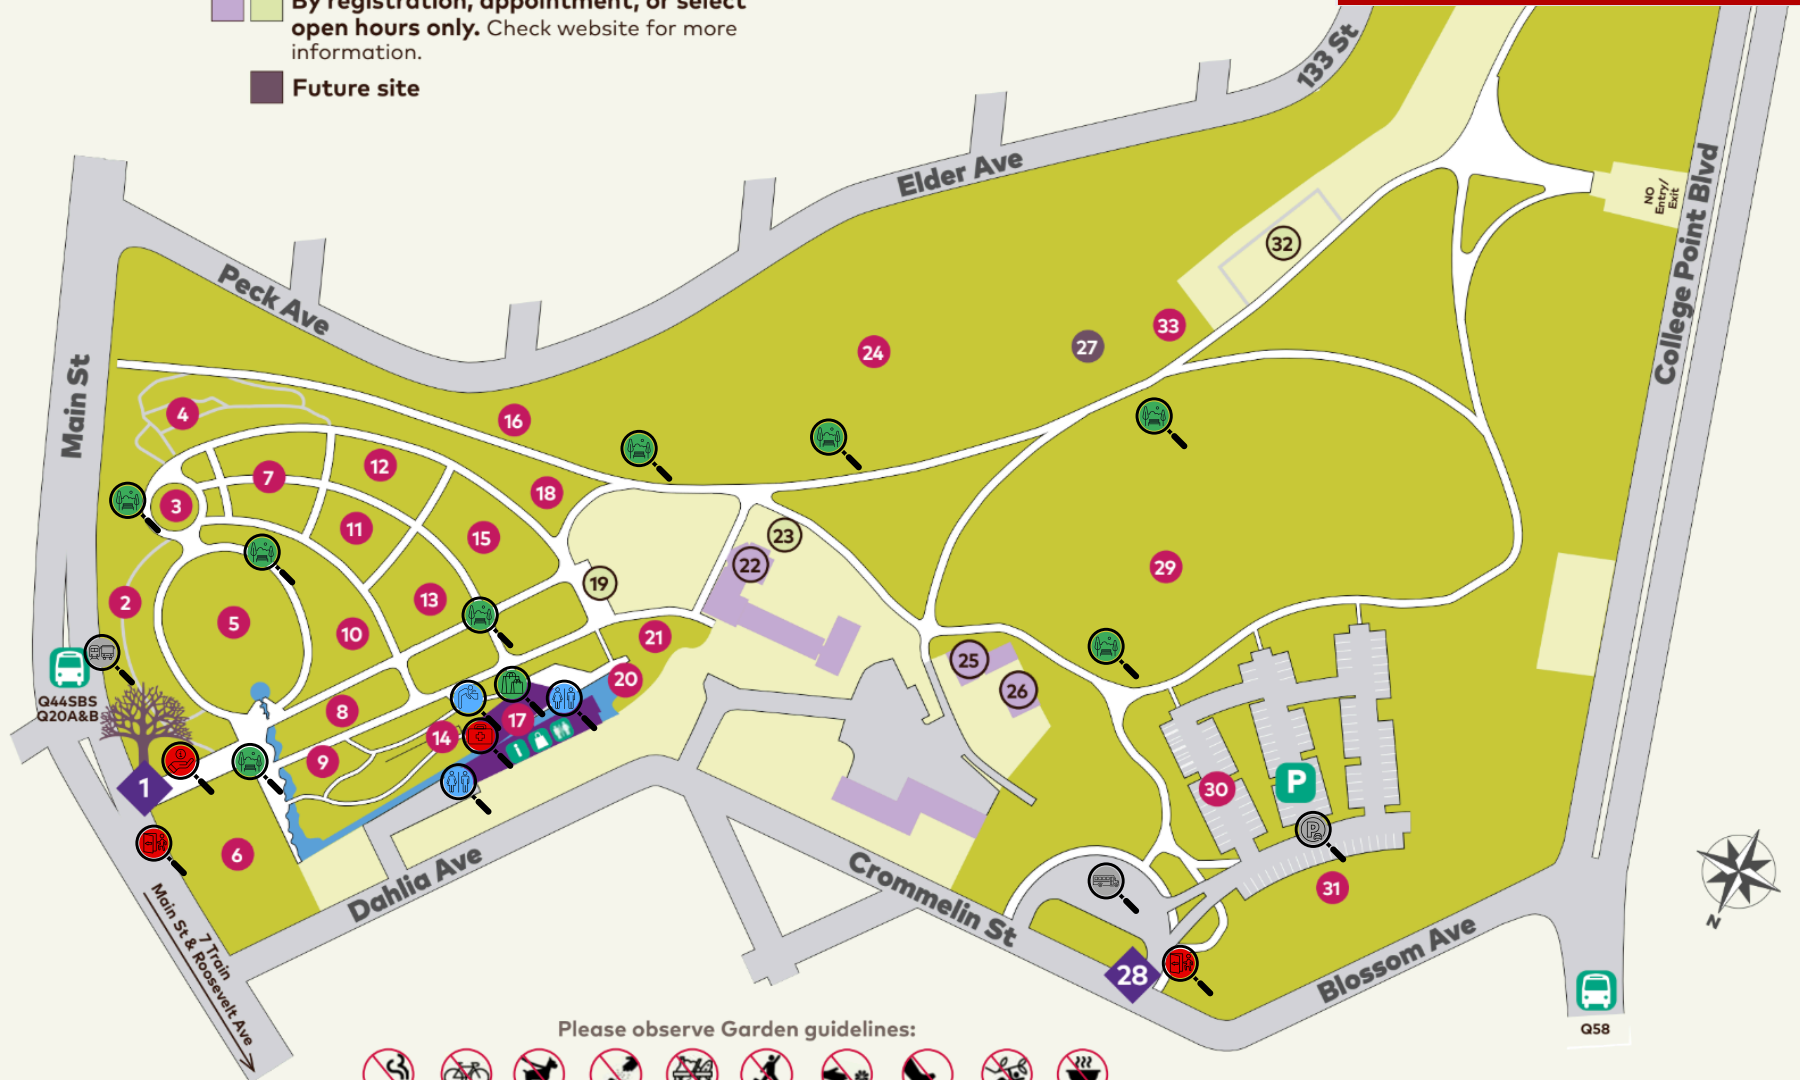 By registration, appointment, or select
open hours only. Check website for more
information.
Future site
133 St
Elder Ave
Peck Ave
Main St
College Point Blvd
NO
Entry/
Exit
32
33
27
24
4
16
12
7
18
3
11
15
23
22
19
29
2
13
5
10
21
25
20
26
Q44SBS
Q20A&B
8
17
14
9
1
30
P
6
31
Dahlia Ave
Crommelin St
Blossom Ave
28
Main St & Roosevelt Ave
7 Train
N
Q58
Please observe Garden guidelines: